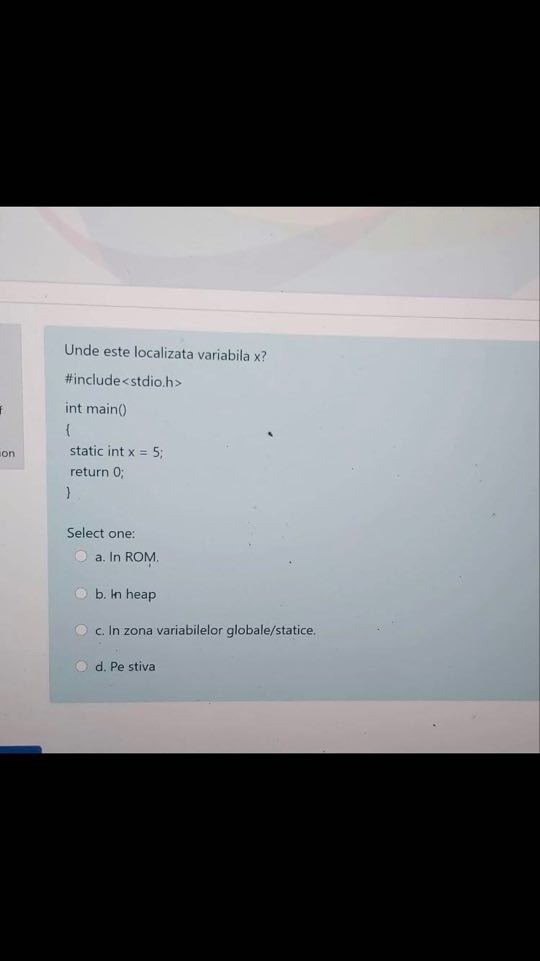 Unde este localizata variabila x?
#include<stdio.h>
int main()
{
static int x = 5;
return 0;
}
Select one:
a. In ROM.
b. In heap
c. In zona variabilelor globale/statice.
d. Pe stiva
f
ion